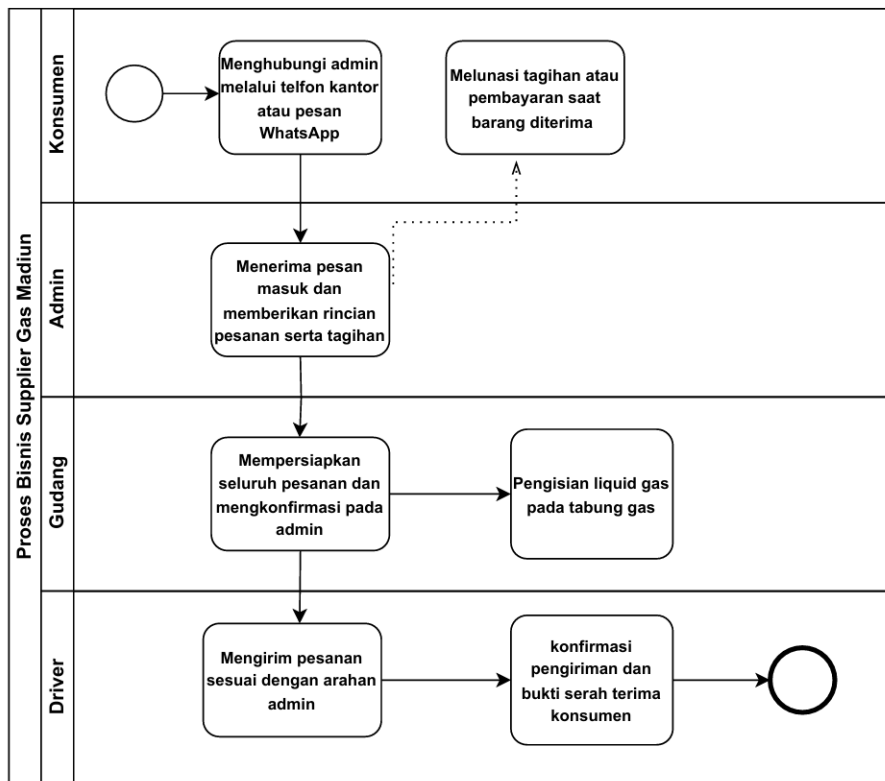 Proses Bisnis Supplier Gas Madiun
Konsumen
Menghubungi admin
melalui telfon kantor
atau pesan
WhatsApp
Melunasi tagihan atau
pembayaran saat
barang diterima
Admin
Menerima pesan
masuk dan
memberikan rincian
pesanan serta tagihan
Gudang
Mempersiapkan
seluruh pesanan dan
mengkonfirmasi pada
admin
Pengisian liquid gas
pada tabung gas
Driver
Mengirim pesanan
sesuai dengan arahan
admin
konfirmasi
pengiriman dan
bukti serah terima
konsumen